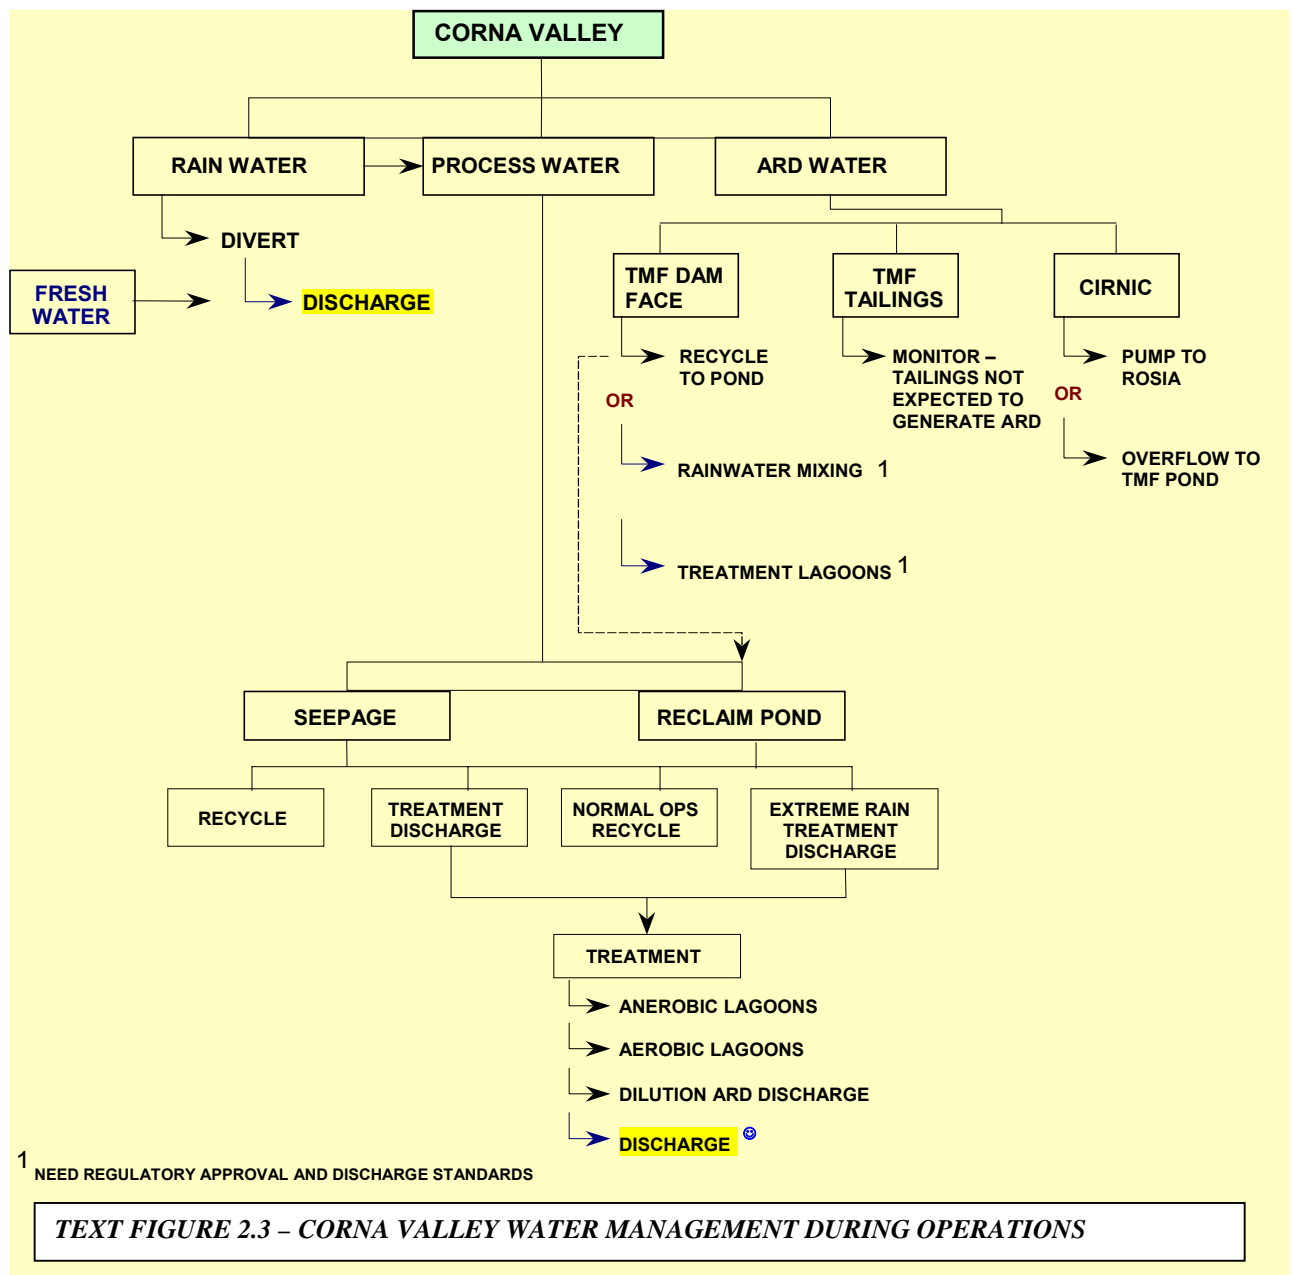 CORNA VALLEY
RAIN WATER
PROCESS WATER
ARD WATER
DIVERT
FRESH
WATER
DISCHARGE
TMF DAM
FACE
TMF
TAILINGS
CIRNIC
RECYCLE
TO POND
OR
RAINWATER MIXING 1
TREATMENT LAGOONS 1
MONITOR –
TAILINGS NOT
EXPECTED TO
GENERATE ARD
PUMP TO
ROSIA
OR
OVERFLOW TO
TMF POND
SEEPAGE
RECLAIM POND
RECYCLE
TREATMENT
DISCHARGE
NORMAL OPS
RECYCLE
EXTREME RAIN
TREATMENT
DISCHARGE
TREATMENT
ANEROBIC LAGOONS
AEROBIC LAGOONS
DILUTION ARD DISCHARGE
DISCHARGE ☺
1 NEED REGULATORY APPROVAL AND DISCHARGE STANDARDS
TEXT FIGURE 2.3 – CORNA VALLEY WATER MANAGEMENT DURING OPERATIONS